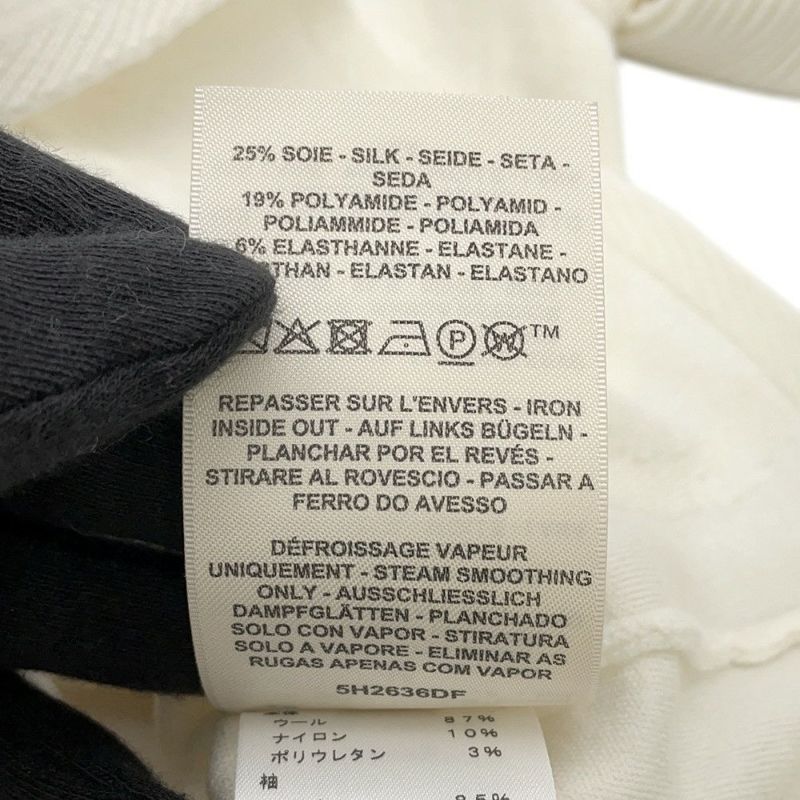 25% SOIE - SILK - SEIDE - SETA -
SEDA
19% POLYAMIDE - POLYAMID -
POLIAMMIDE - POLIAMIDA
6% ELASTHANNE - ELASTANE -
ELASTAN - ELASTANO
P W TM
REPASSER SUR L'ENVERS - IRON
INSIDE OUT - AUF LINKS BÜGELN -
PLANCHAR POR EL REVÉS -
STIRARE AL ROVESCIO - PASSAR A
FERRO DO AVESSO
DÉFROISSAGE VAPEUR
UNIQUEMENT - STEAM SMOOTHING
ONLY - AUSSCHLIESSLICH
DAMPFGLÄTTEN - PLANCHADO
SOLO CON VAPOR - STIRATURA
SOLO A VAPORE - ELIMINAR AS
RUGAS APENAS COM VAPOR
5H2636DF
ウール 87%
ナイロン 10%
ポリウレタン 3%
袖